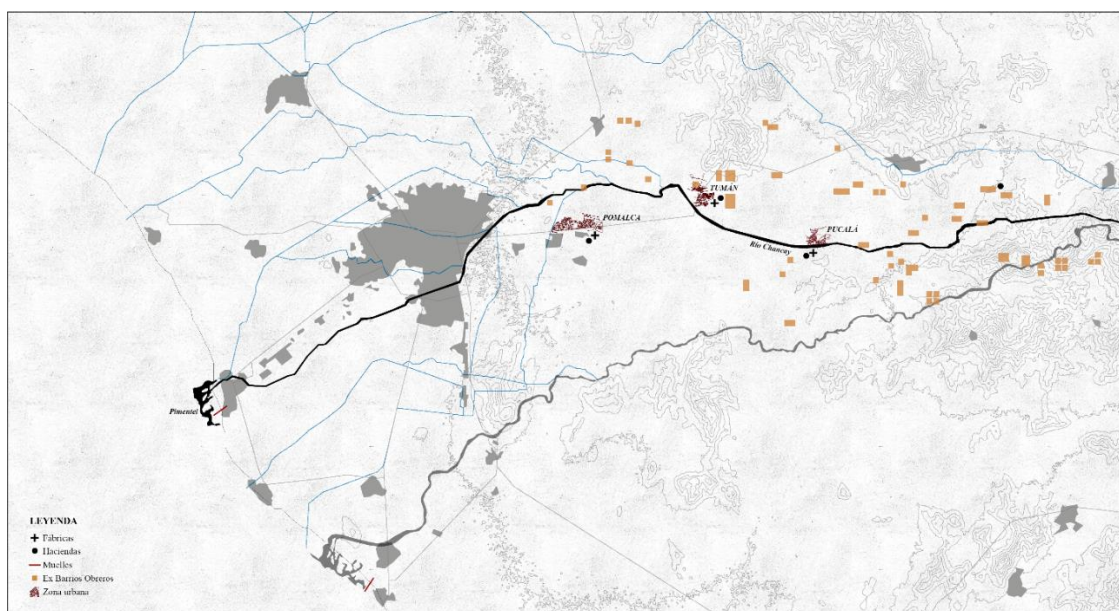 TUMÁN
POMALCA
PUCALÁ
Río Chancay
Pimentel
LEYENDA
Fábricas
Haciendas
Muelles
Ex Barrios Obreros
Zona urbana